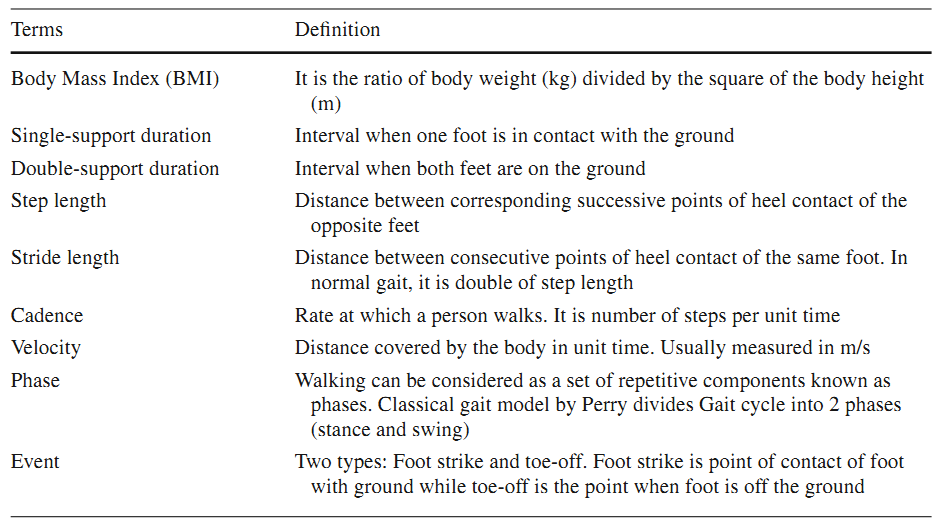 Terms Definition
Body Mass Index (BMI) It is the ratio of body weight (kg) divided by the square of the body height
(m)
Single-support duration Interval when one foot is in contact with the ground
Double-support duration Interval when both feet are on the ground
Step length Distance between corresponding successive points of heel contact of the
opposite feet
Stride length Distance between consecutive points of heel contact of the same foot. In
normal gait, it is double of step length
Cadence Rate at which a person walks. It is number of steps per unit time
Velocity Distance covered by the body in unit time. Usually measured in m/s
Phase Walking can be considered as a set of repetitive components known as
phases. Classical gait model by Perry divides Gait cycle into 2 phases
(stance and swing)
Event Two types: Foot strike and toe-off. Foot strike is point of contact of foot
with ground while toe-off is the point when foot is off the ground